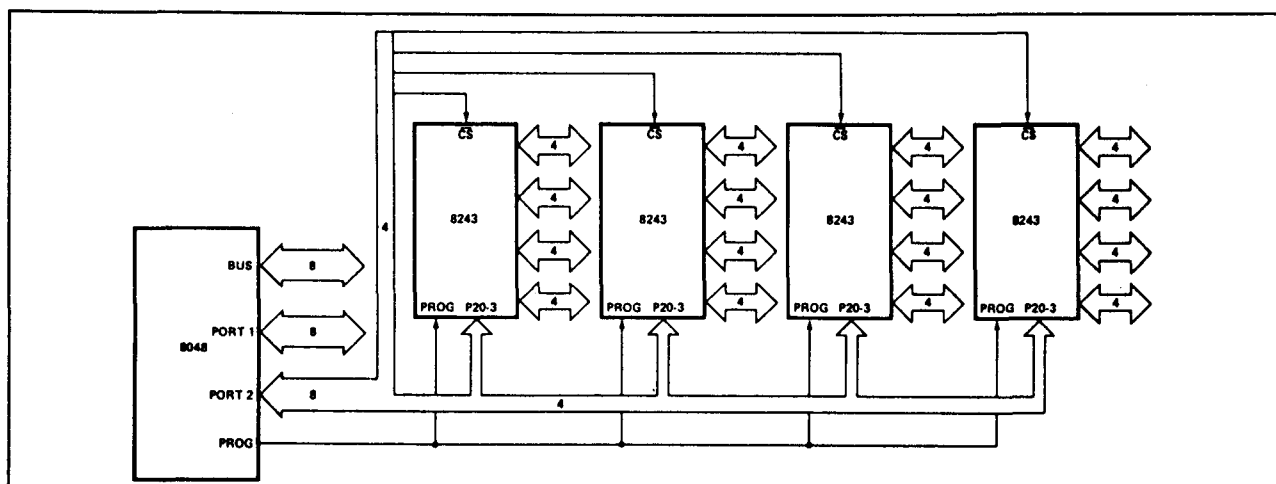 CS CS CS CS
4 4 4 4
4 4 4 4
8243 8243 8243 8243
4
4 4 4 4
BUS 8
4 4 4 4
PROG P20-3 PROG P20-3 PROG P20-3 PROG P20-3
PORT 1 8
8048
PORT 2 8 4
PROG